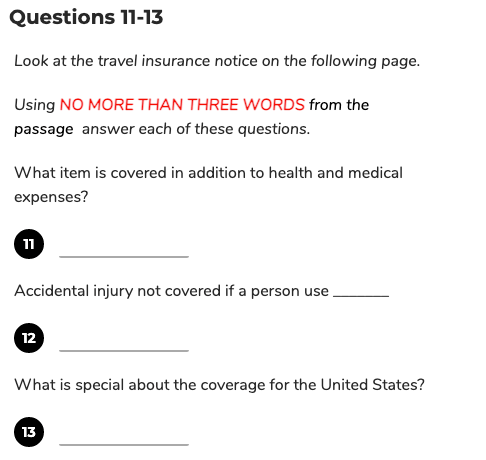 Questions 11-13
Look at the travel insurance notice on the following page.
Using NO MORE THAN THREE WORDS from the
passage answer each of these questions.
What item is covered in addition to health and medical
expenses?
11 ______________
Accidental injury not covered if a person use ______
12 ______________
What is special about the coverage for the United States?
13 ______________